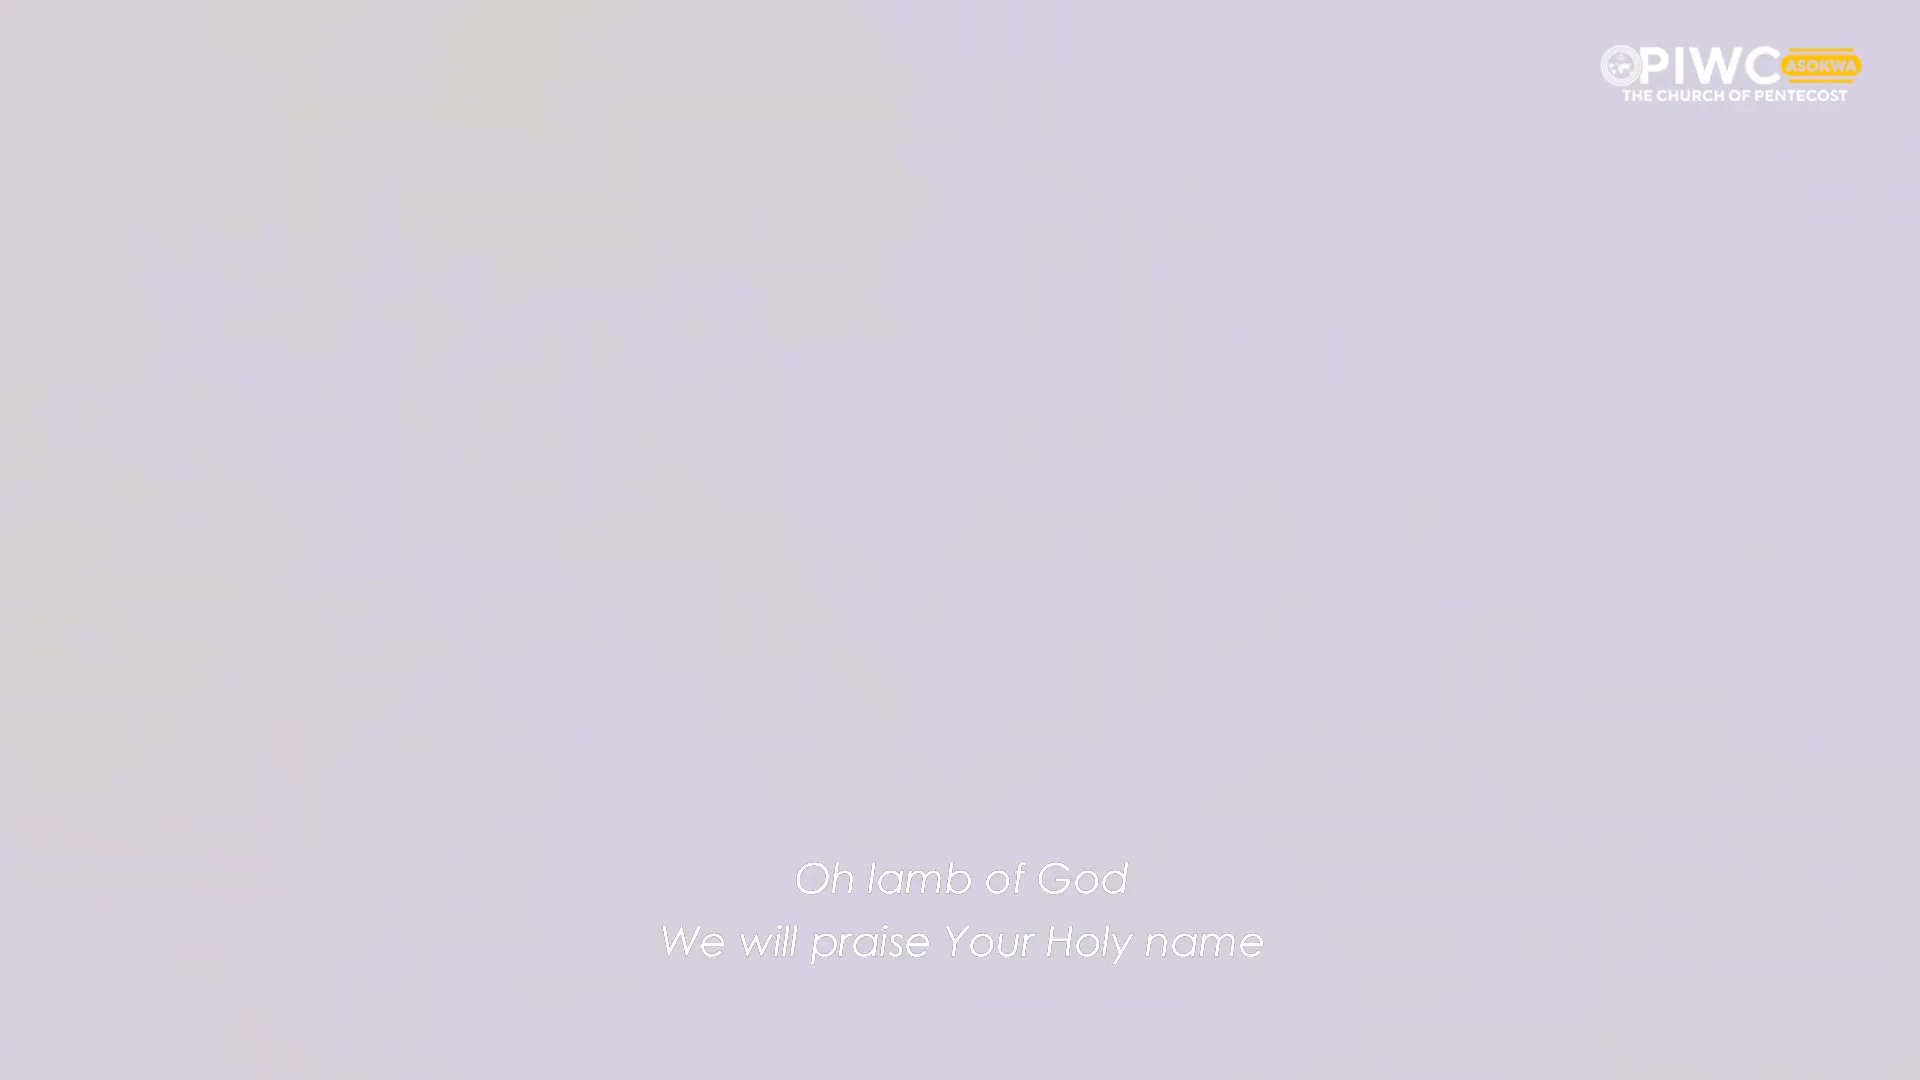 PIWC ASOKWA
THE CHURCH OF PENTECOST
Oh lamb of God
We will praise Your Holy name